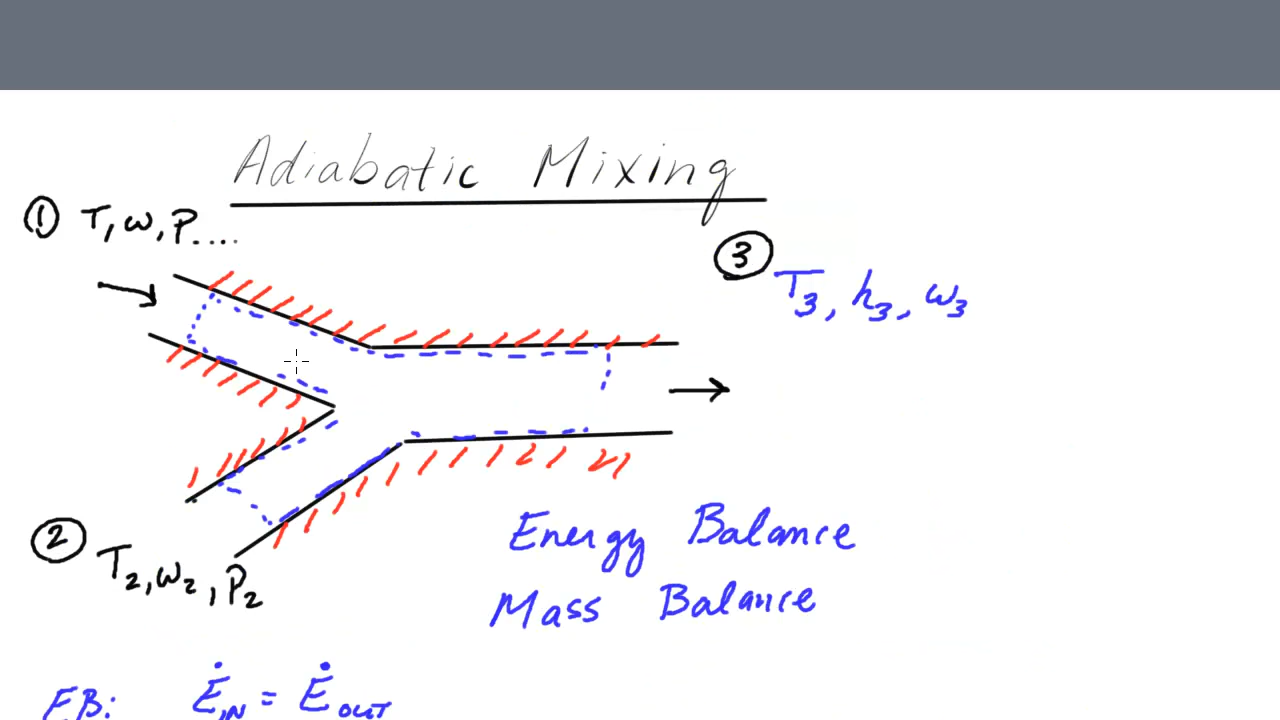 Adiabatic Mixing
① T, ω, P....
③ T₃, h₃, ω₃
② T₂, ω₂, P₂
Energy Balance
Mass Balance
EB: Ė_IN = Ė_OUT